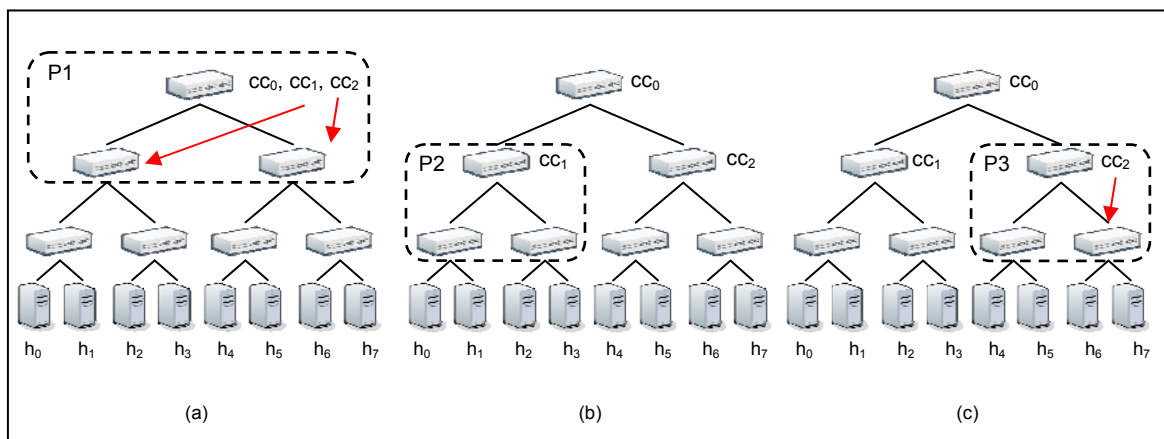 P1
CC₀, CC₁, CC₂
h₀ h₁ h₂ h₃ h₄ h₅ h₆ h₇
(a)
CC₀
P2
CC₁
CC₂
h₀ h₁ h₂ h₃ h₄ h₅ h₆ h₇
(b)
CC₀
CC₁
P3
CC₂
h₀ h₁ h₂ h₃ h₄ h₅ h₆ h₇
(c)